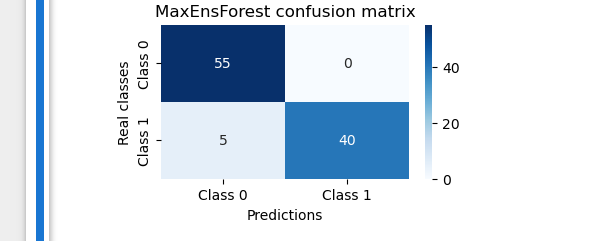 MaxEnsForest confusion matrix
Real classes
Class 0
55
0
Class 1
5
40
Class 0
Class 1
Predictions
40
20
0